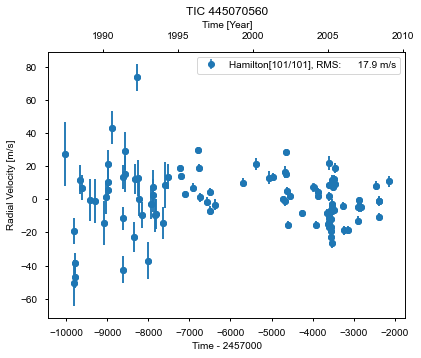 TIC 445070560
Time [Year]
1990 1995 2000 2005 2010
Hamilton[101/101], RMS: 17.9 m/s
80
60
40
20
0
−20
−40
−60
Radial Velocity [m/s]
−10000 −9000 −8000 −7000 −6000 −5000 −4000 −3000 −2000
Time - 2457000